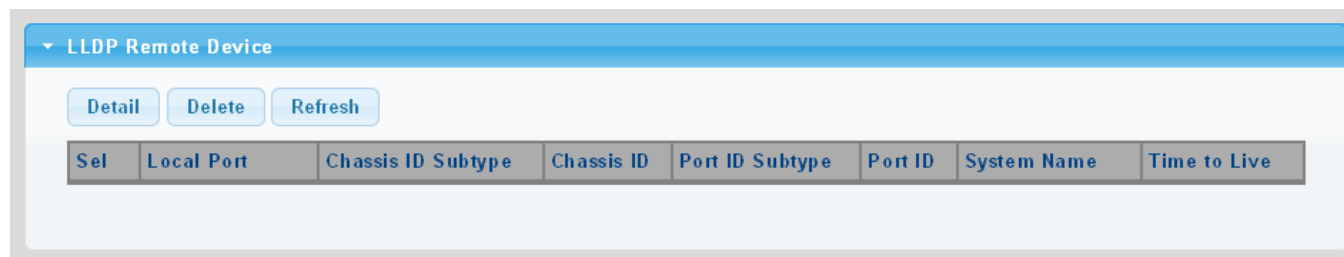 LLDP Remote Device
Detail Delete Refresh
Sel Local Port Chassis ID Subtype Chassis ID Port ID Subtype Port ID System Name Time to Live